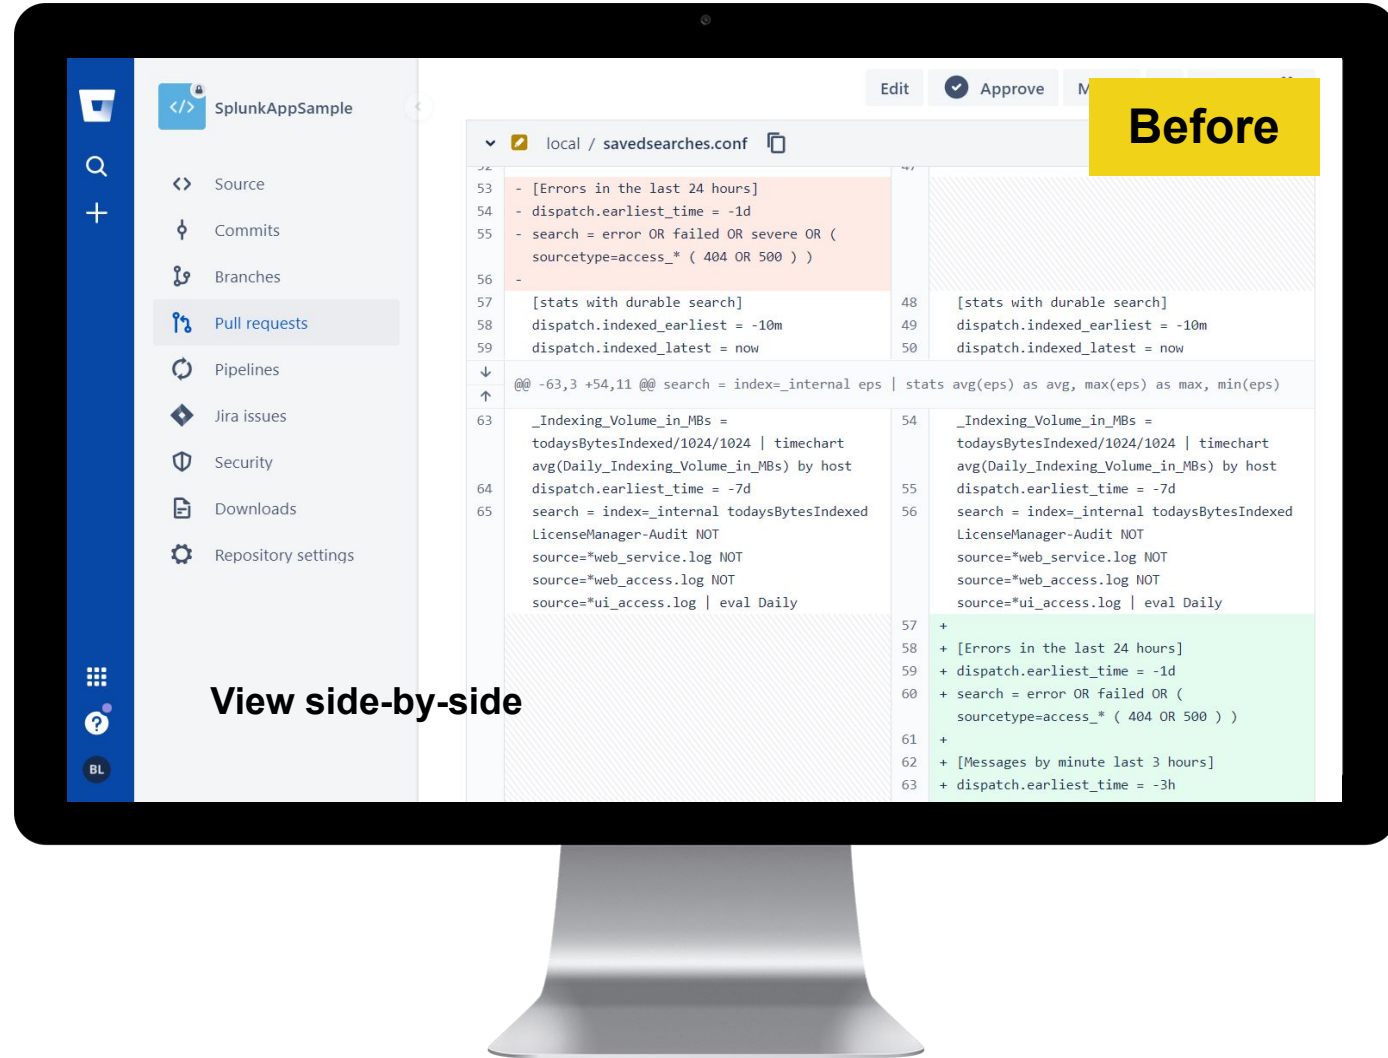 SplunkAppSample
Source
Commits
Branches
Pull requests
Pipelines
Jira issues
Security
Downloads
Repository settings
BL
Edit
Approve
Before
local / savedsearches.conf
53 - [Errors in the last 24 hours]
54 - dispatch.earliest_time = -1d
55 - search = error OR failed OR severe OR (
sourcetype=access_* ( 404 OR 500 ) )
56 -
57 [stats with durable search]
58 dispatch.indexed_earliest = -10m
59 dispatch.indexed_latest = now
48 [stats with durable search]
49 dispatch.indexed_earliest = -10m
50 dispatch.indexed_latest = now
@@ -63,3 +54,11 @@ search = index=_internal eps | stats avg(eps) as avg, max(eps) as max, min(eps)
63 _Indexing_Volume_in_MBs =
todaysBytesIndexed/1024/1024 | timechart
avg(Daily_Indexing_Volume_in_MBs) by host
64 dispatch.earliest_time = -7d
65 search = index=_internal todaysBytesIndexed
LicenseManager-Audit NOT
source=*web_service.log NOT
source=*web_access.log NOT
source=*ui_access.log | eval Daily
54 _Indexing_Volume_in_MBs =
todaysBytesIndexed/1024/1024 | timechart
avg(Daily_Indexing_Volume_in_MBs) by host
55 dispatch.earliest_time = -7d
56 search = index=_internal todaysBytesIndexed
LicenseManager-Audit NOT
source=*web_service.log NOT
source=*web_access.log NOT
source=*ui_access.log | eval Daily
57 +
58 + [Errors in the last 24 hours]
59 + dispatch.earliest_time = -1d
60 + search = error OR failed OR (
sourcetype=access_* ( 404 OR 500 ) )
61 +
62 + [Messages by minute last 3 hours]
63 + dispatch.earliest_time = -3h
View side-by-side